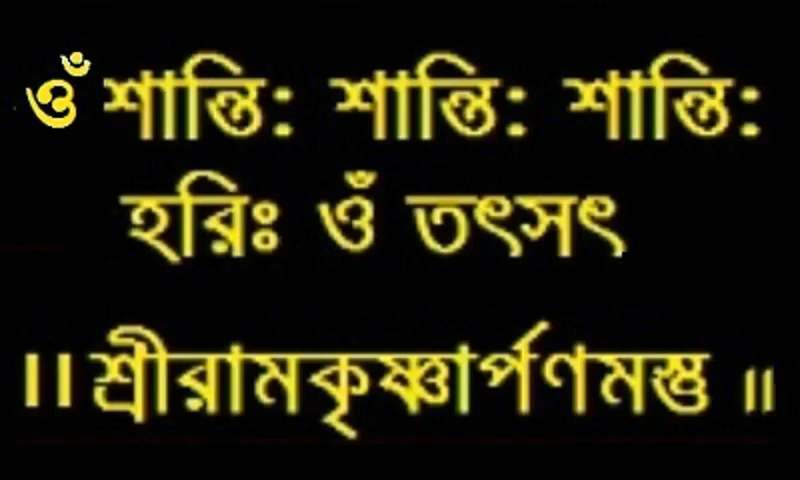 ওঁ শান্তি: শান্তি: শান্তি:
হরিঃ ওঁ তৎসৎ
।। শ্রীরামকৃষ্ণার্পণমস্তু ॥